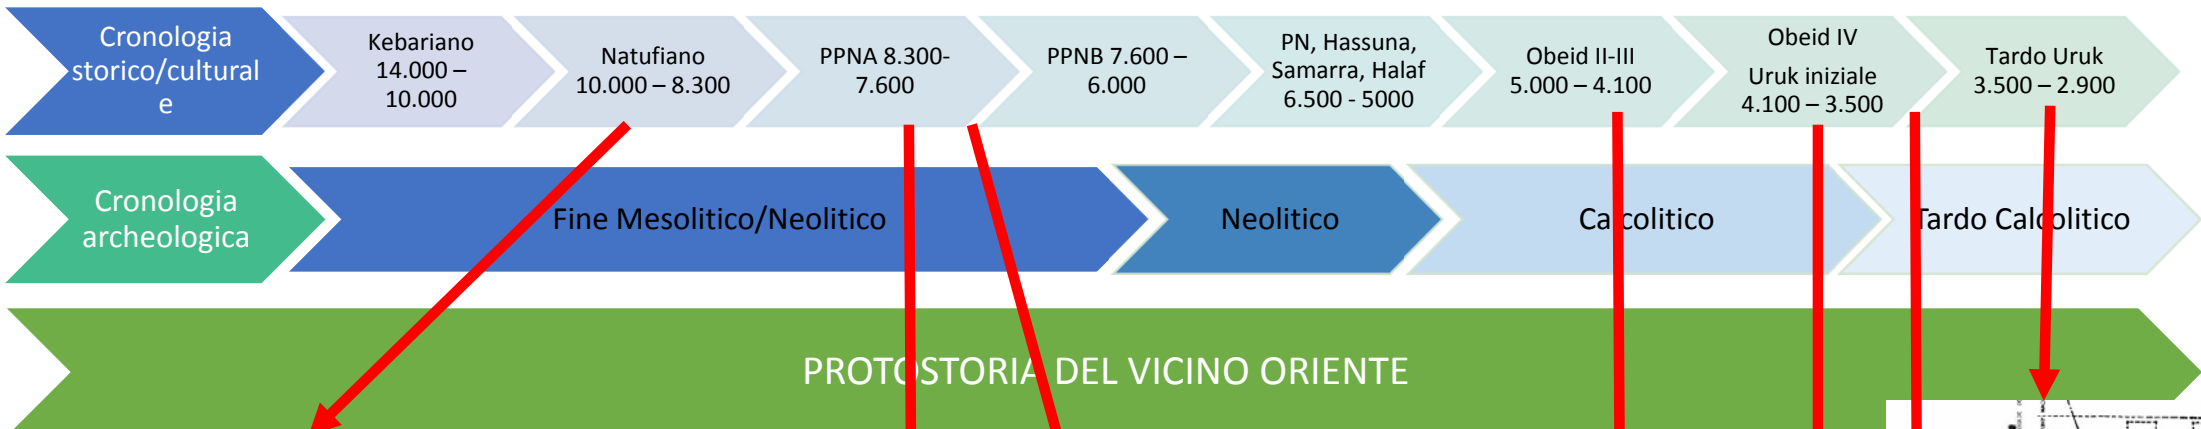 Cronologia
storico/cultural
e
Kebariano
14.000 –
10.000
Natufiano
10.000 – 8.300
PPNA 8.300-
7.600
PPNB 7.600 –
6.000
PN, Hassuna,
Samarra, Halaf
6.500 - 5000
Obeid II-III
5.000 – 4.100
Obeid IV
Uruk iniziale
4.100 – 3.500
Tardo Uruk
3.500 – 2.900
Cronologia
archeologica
Fine Mesolitico/Neolitico
Neolitico
Calcolitico
Tardo Calcolitico
PROTOSTORIA DEL VICINO ORIENTE